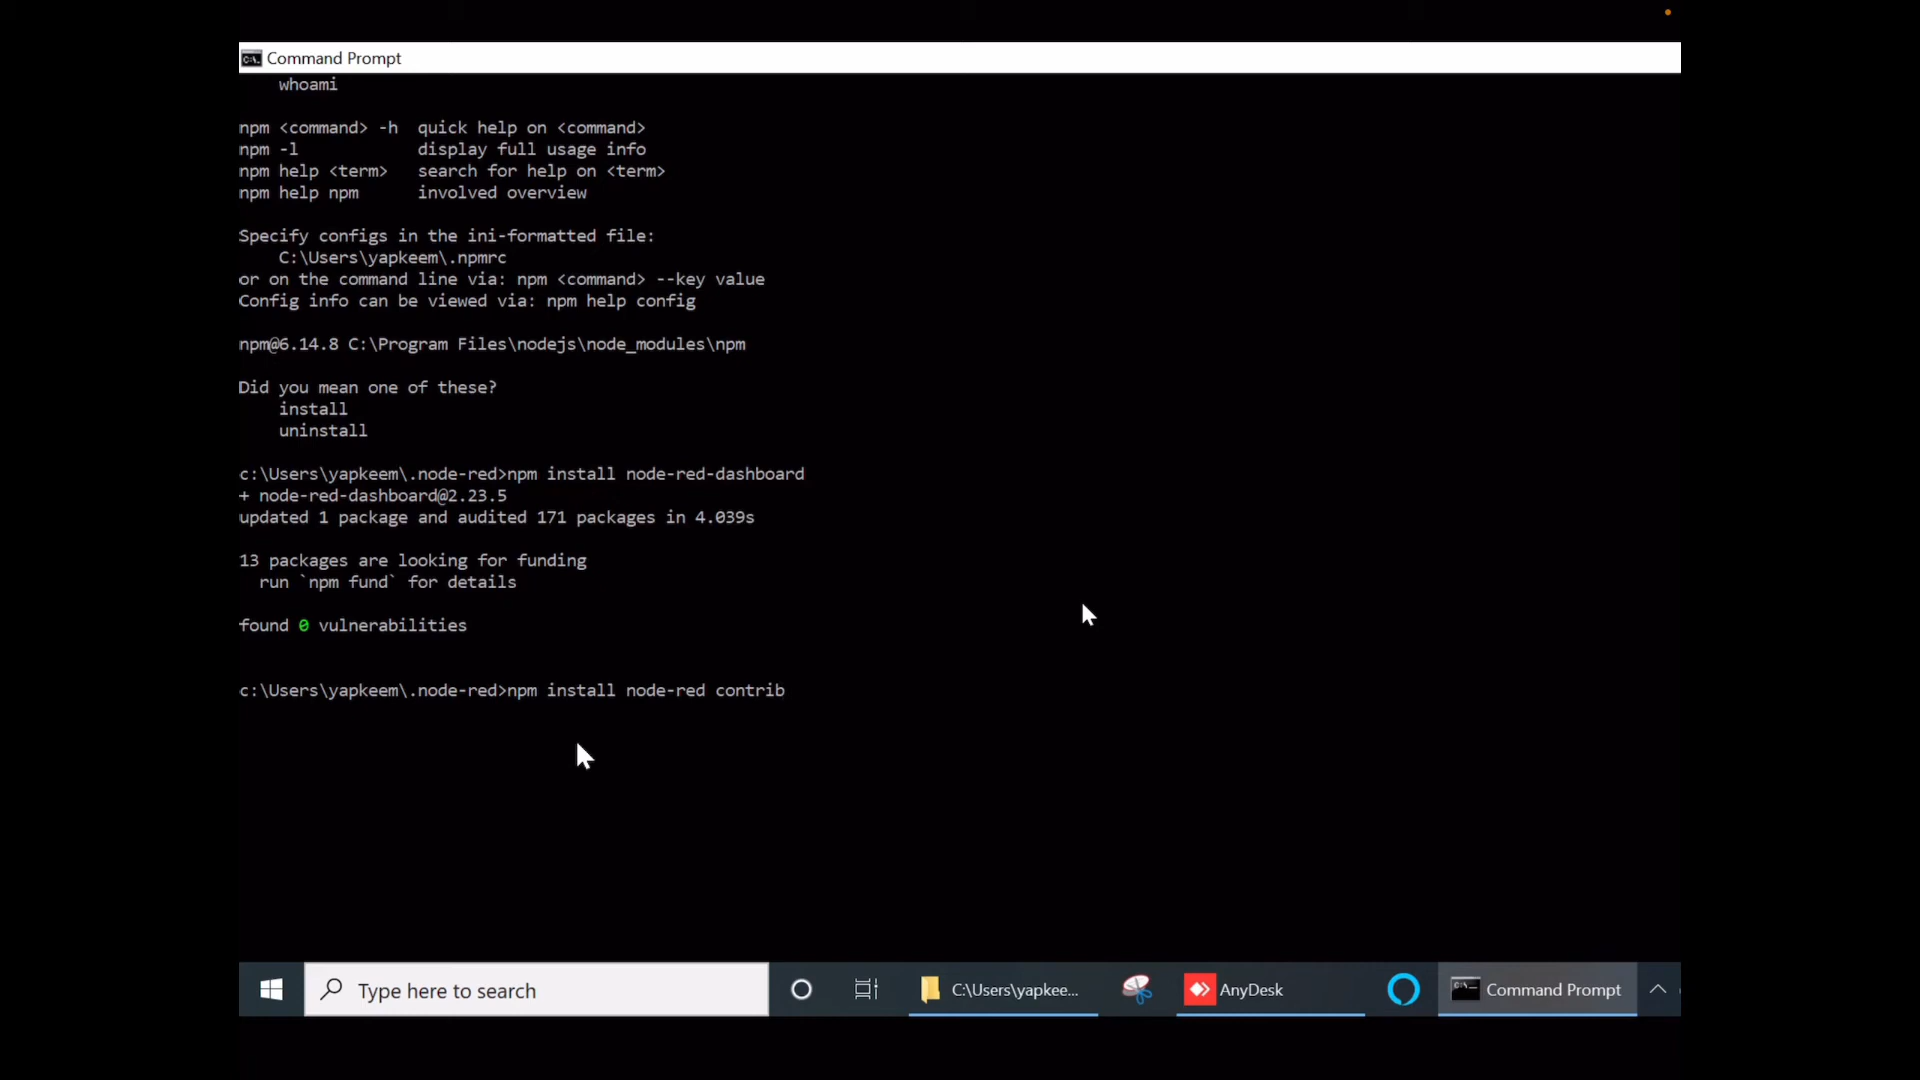 Command Prompt
whoami
npm <command> -h  quick help on <command>
npm -l            display full usage info
npm help <term>   search for help on <term>
npm help npm      involved overview
Specify configs in the ini-formatted file:
C:\Users\yapkeem\.npmrc
or on the command line via: npm <command> --key value
Config info can be viewed via: npm help config
npm@6.14.8 C:\Program Files\nodejs\node_modules\npm
Did you mean one of these?
install
uninstall
c:\Users\yapkeem\.node-red>npm install node-red-dashboard
+ node-red-dashboard@2.23.5
updated 1 package and audited 171 packages in 4.039s
13 packages are looking for funding
run `npm fund` for details
found 0 vulnerabilities
c:\Users\yapkeem\.node-red>npm install node-red contrib
Type here to search
C:\Users\yapkee...
AnyDesk
Command Prompt